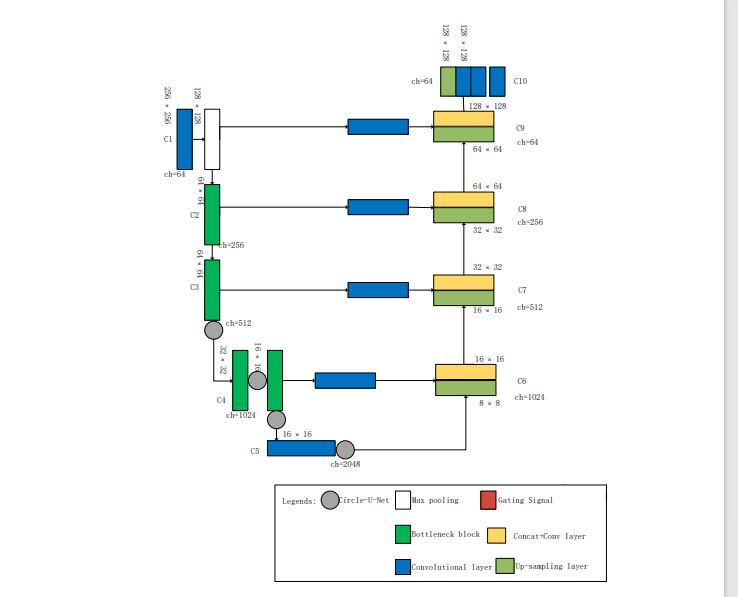 128 × 128
128 × 128
ch=64
C10
256 × 256
128 × 128
128 × 128
C1
C9
64 × 64
ch=64
ch=64
64 × 64
64 × 64
C2
C8
ch=256
32 × 32
ch=256
64 × 64
32 × 32
C3
C7
16 × 16
ch=512
ch=512
32 × 32
16 × 16
16 × 16
C6
C4
8 × 8
ch=1024
ch=1024
16 × 16
C5
ch=2048
Legends:
Circle-U-Net
Max pooling
Gating Signal
Bottleneck block
Concat+Conv layer
Convolutional layer
Up-sampling layer